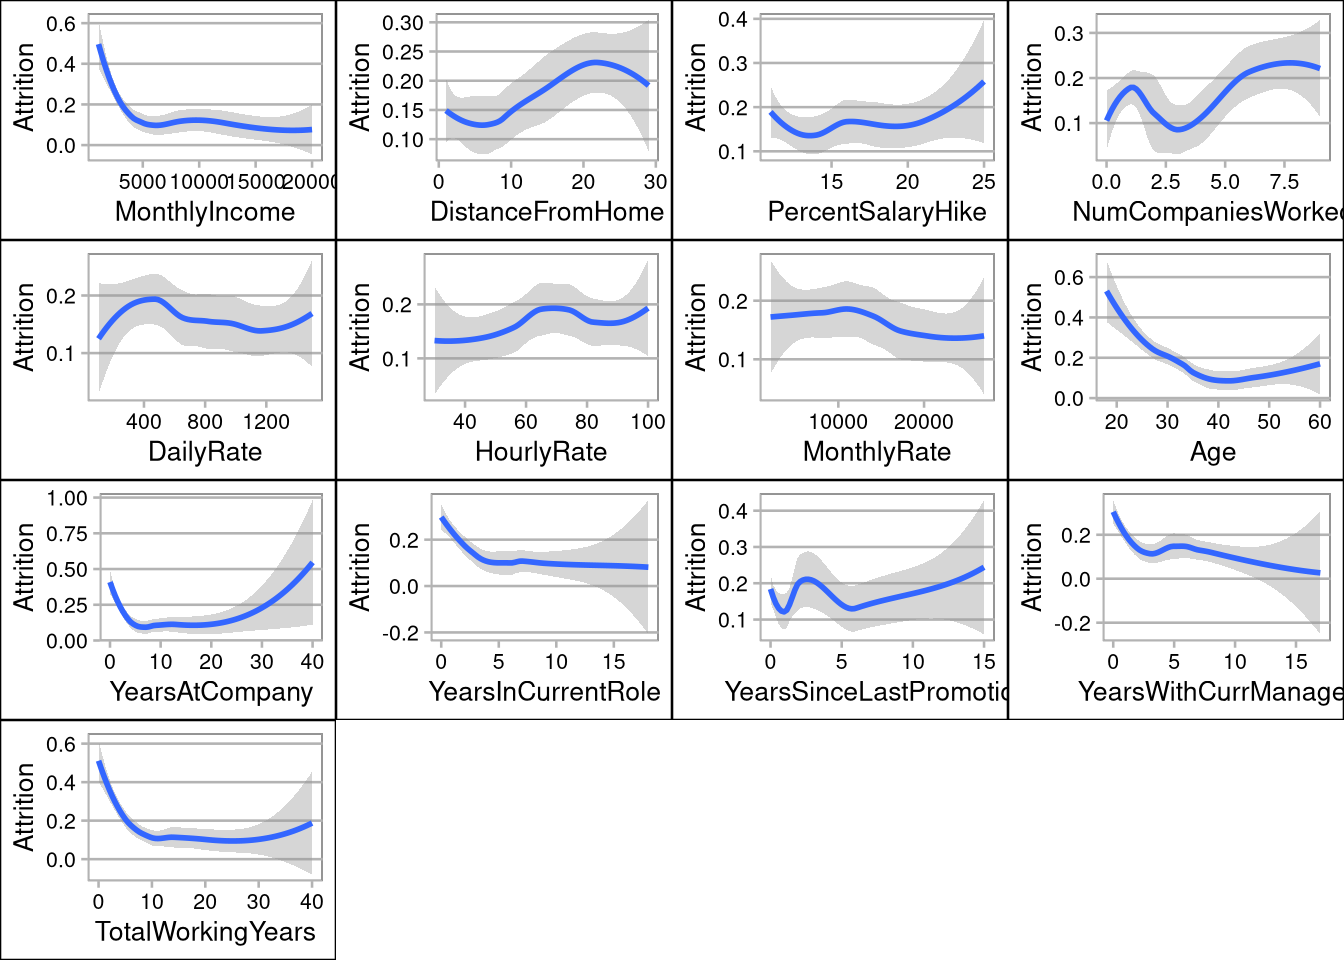 Attrition
0.6
0.4
0.2
0.0
5000 10000 15000 20000
MonthlyIncome
Attrition
0.30
0.25
0.20
0.15
0.10
0 10 20 30
DistanceFromHome
Attrition
0.4
0.3
0.2
0.1
15 20 25
PercentSalaryHike
Attrition
0.3
0.2
0.1
0.0 2.5 5.0 7.5
NumCompaniesWorked
Attrition
0.2
0.1
400 800 1200
DailyRate
Attrition
0.2
0.1
40 60 80 100
HourlyRate
Attrition
0.2
0.1
10000 20000
MonthlyRate
Attrition
0.6
0.4
0.2
0.0
20 30 40 50 60
Age
Attrition
1.00
0.75
0.50
0.25
0.00
0 10 20 30 40
YearsAtCompany
Attrition
0.2
0.0
-0.2
0 5 10 15
YearsInCurrentRole
Attrition
0.4
0.3
0.2
0.1
0 5 10 15
YearsSinceLastPromotio
Attrition
0.2
0.0
-0.2
0 5 10 15
YearsWithCurrManage
Attrition
0.6
0.4
0.2
0.0
0 10 20 30 40
TotalWorkingYears